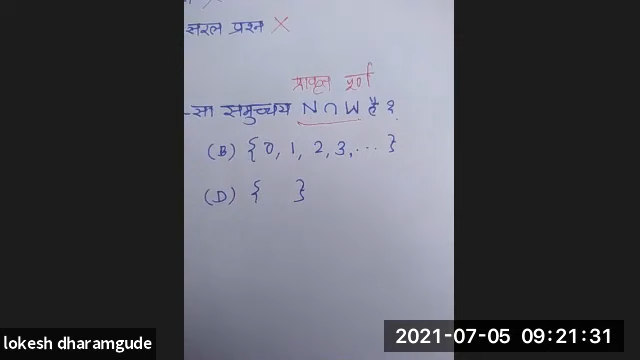 सरल प्रश्न X
प्राकृत पूर्ण
-सा समुच्चय N∩W है ?
(B) {0, 1, 2, 3, ... }
(D) { }
lokesh dharamgude
2021-07-05 09:21:31